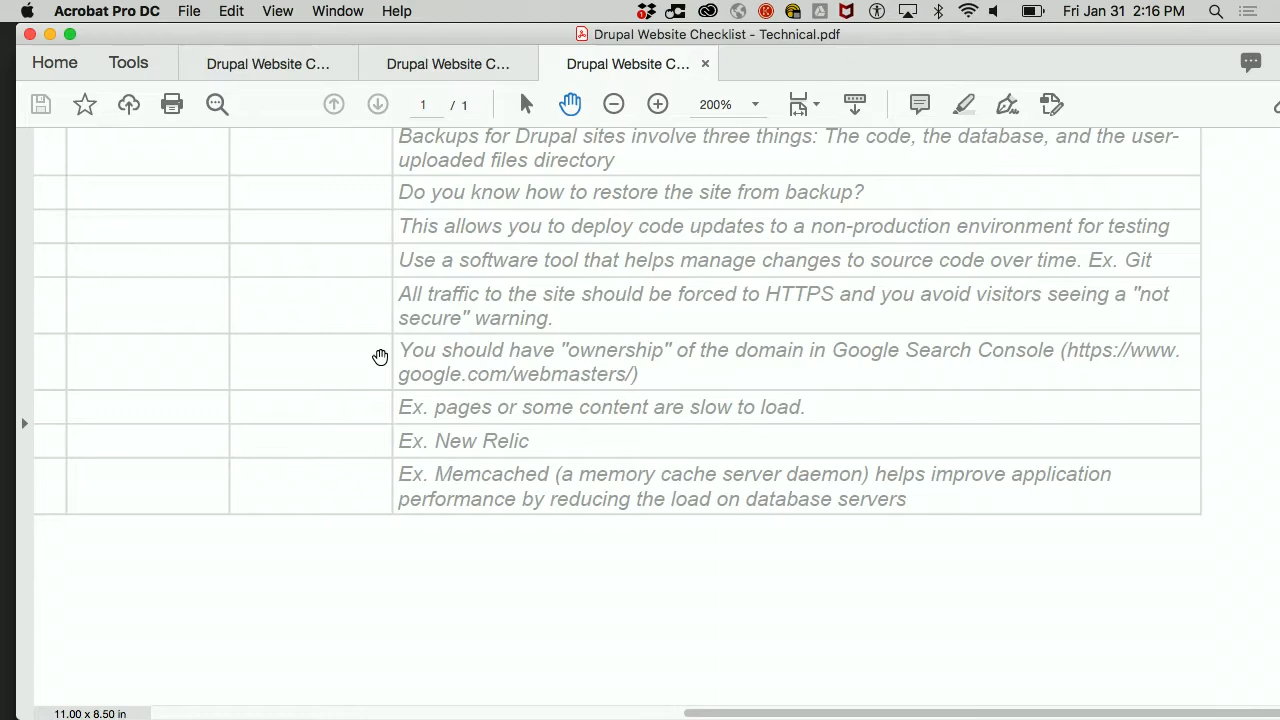 Acrobat Pro DC File Edit View Window Help Fri Jan 31 2:16 PM
Drupal Website Checklist - Technical.pdf
Home Tools Drupal Website C... Drupal Website C... Drupal Website C... ×
1 / 1 200%
Backups for Drupal sites involve three things: The code, the database, and the user-
uploaded files directory
Do you know how to restore the site from backup?
This allows you to deploy code updates to a non-production environment for testing
Use a software tool that helps manage changes to source code over time. Ex. Git
All traffic to the site should be forced to HTTPS and you avoid visitors seeing a "not
secure" warning.
You should have "ownership" of the domain in Google Search Console (https://www.
google.com/webmasters/)
Ex. pages or some content are slow to load.
Ex. New Relic
Ex. Memcached (a memory cache server daemon) helps improve application
performance by reducing the load on database servers
11.00 x 8.50 in